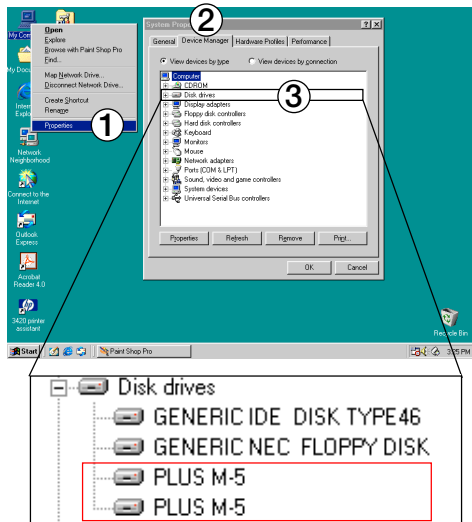 My Com
Open
Explore
Browse with Paint Shop Pro
Find...
Map Network Drive...
Disconnect Network Drive...
Create Shortcut
Rename
Properties
1
My Docu
Intern
Explo
Network
Neighborhood
Connect to the
Internet
Outlook
Express
Acrobat
Reader 4.0
3420 printer
assistant
Recycle Bin
System Prope
2
General
Device Manager
Hardware Profiles
Performance
View devices by type
View devices by connection
Computer
CDROM
Disk drives
3
Display adapters
Floppy disk controllers
Hard disk controllers
Keyboard
Monitors
Mouse
Network adapters
Ports (COM & LPT)
Sound, video and game controllers
System devices
Universal Serial Bus controllers
Properties
Refresh
Remove
Print...
OK
Cancel
Start
Paint Shop Pro
Disk drives
GENERIC IDE DISK TYPE46
GENERIC NEC FLOPPY DISK
PLUS M-5
PLUS M-5